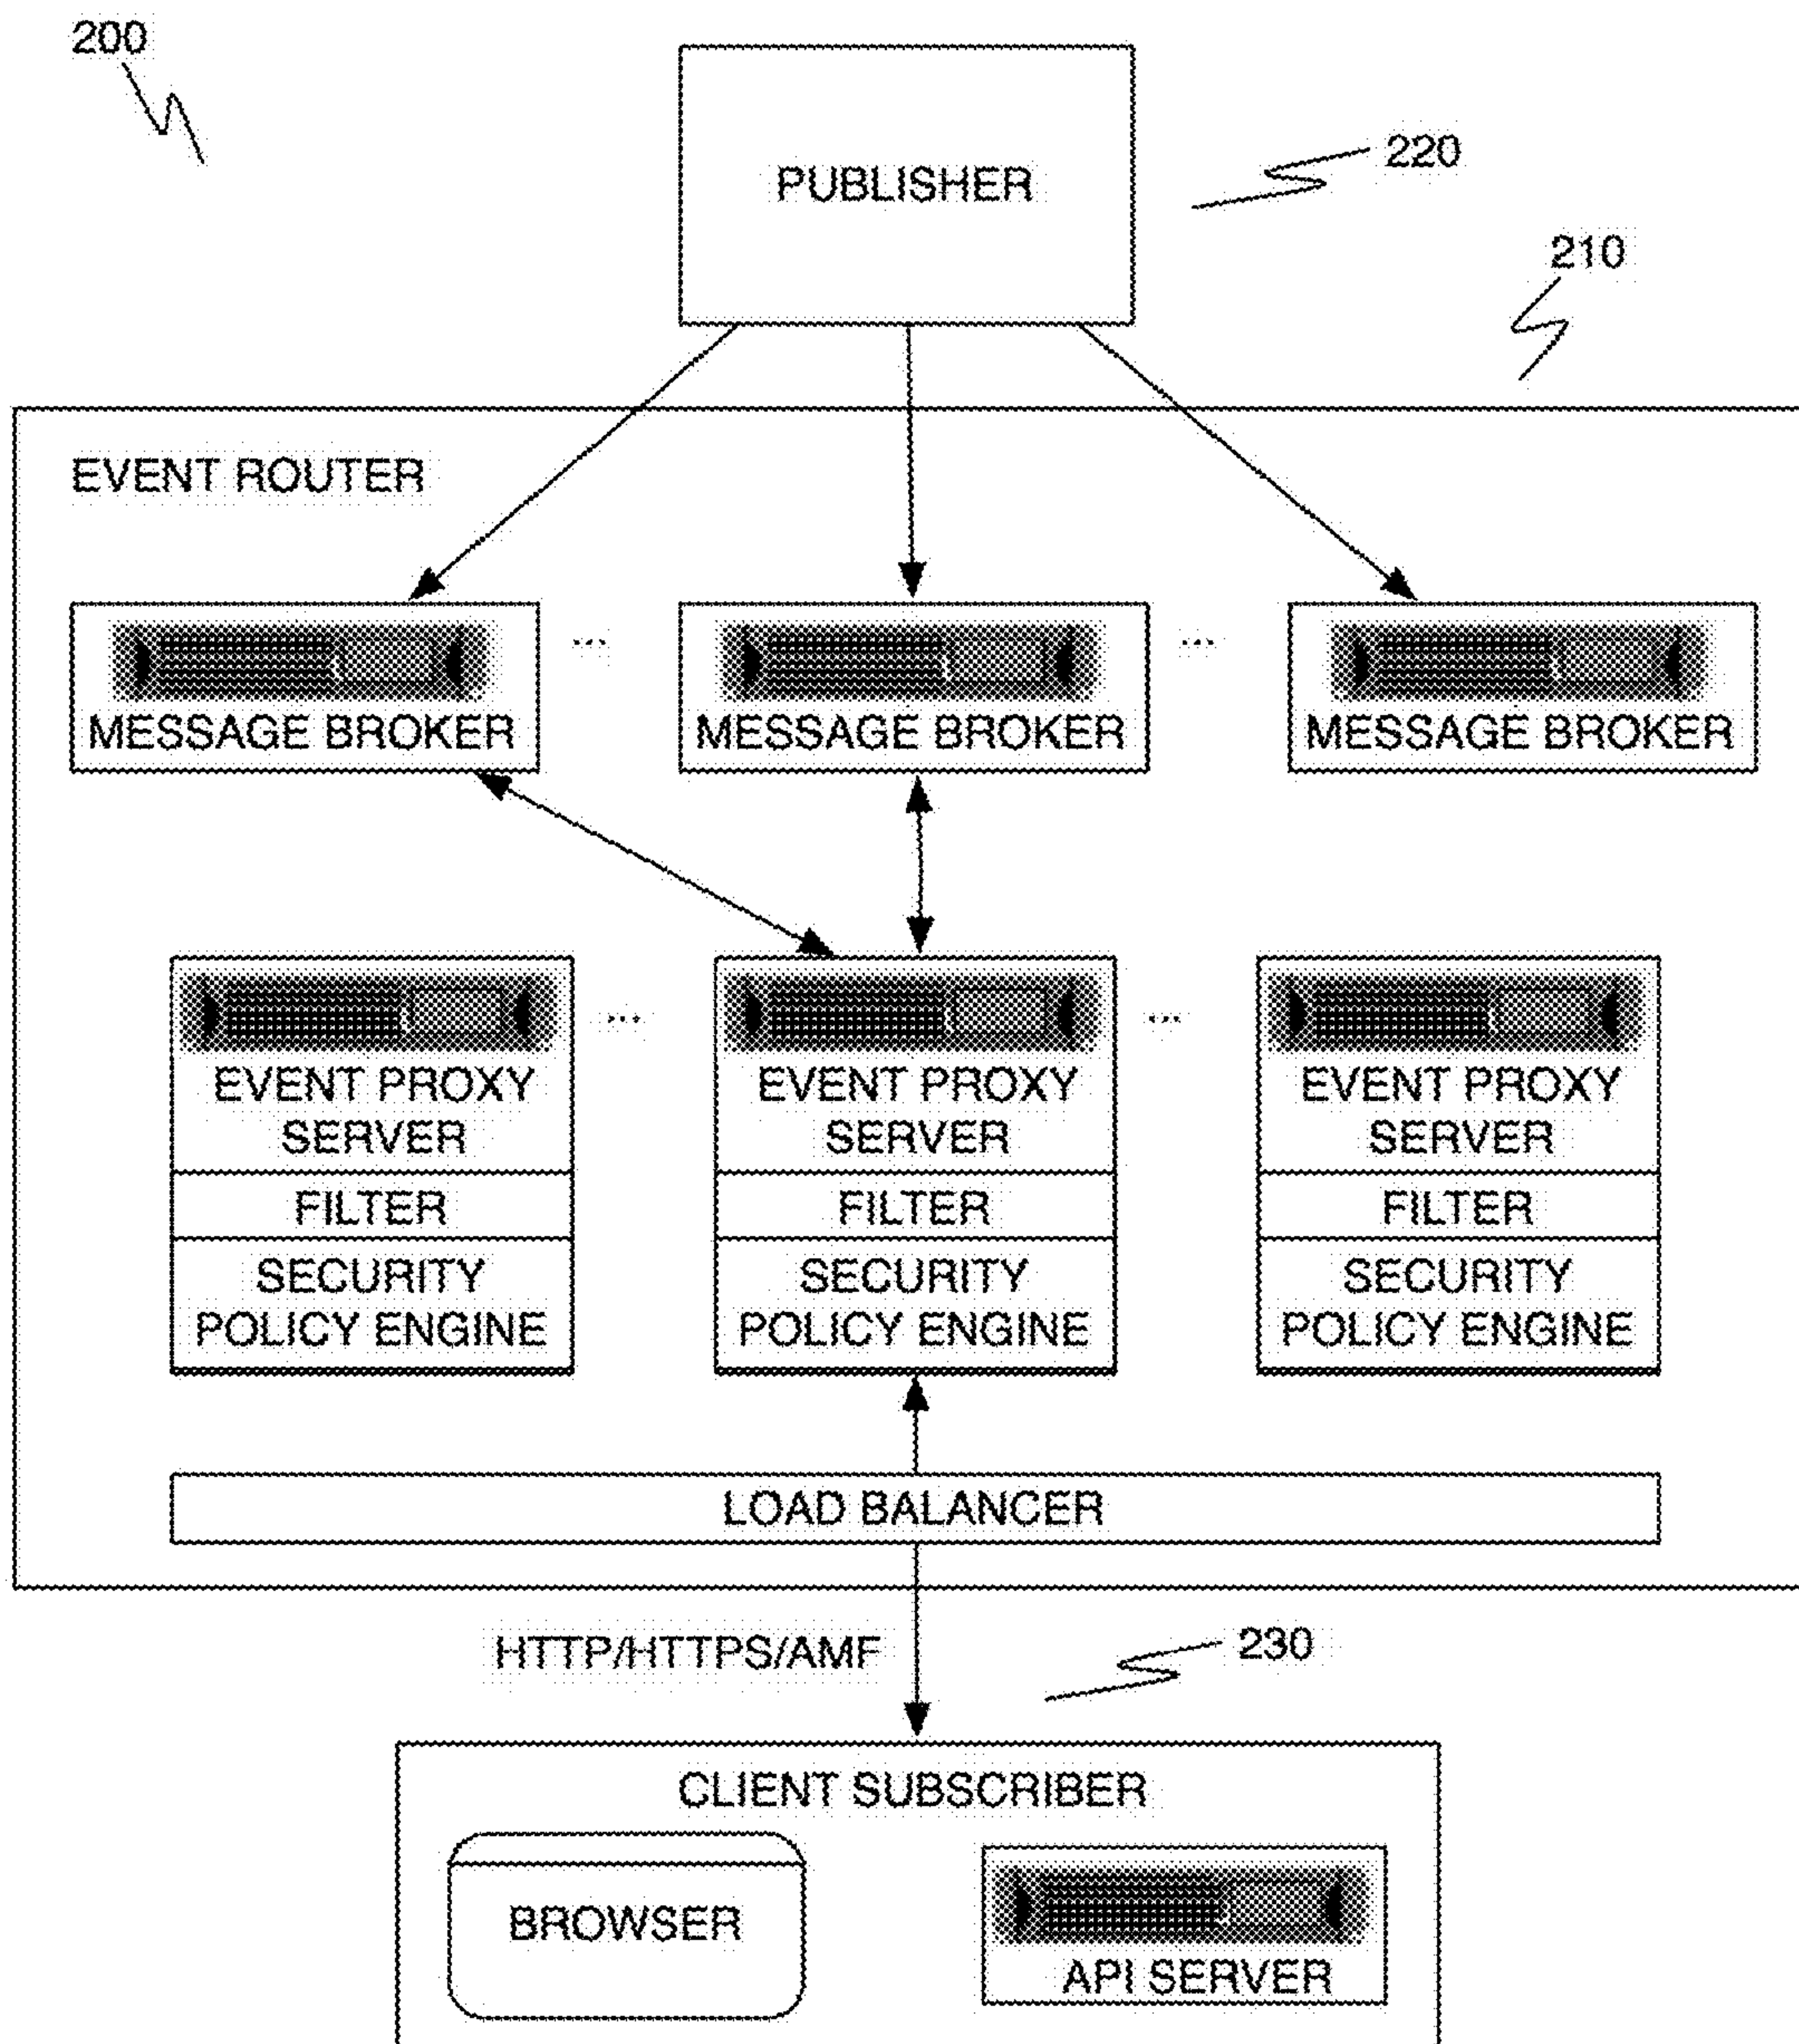 200
PUBLISHER
220
210
EVENT ROUTER
... ...
MESSAGE BROKER MESSAGE BROKER MESSAGE BROKER
... ...
EVENT PROXY EVENT PROXY EVENT PROXY
SERVER SERVER SERVER
FILTER FILTER FILTER
SECURITY SECURITY SECURITY
POLICY ENGINE POLICY ENGINE POLICY ENGINE
LOAD BALANCER
HTTP/HTTPS/AMF
230
CLIENT SUBSCRIBER
BROWSER
API SERVER